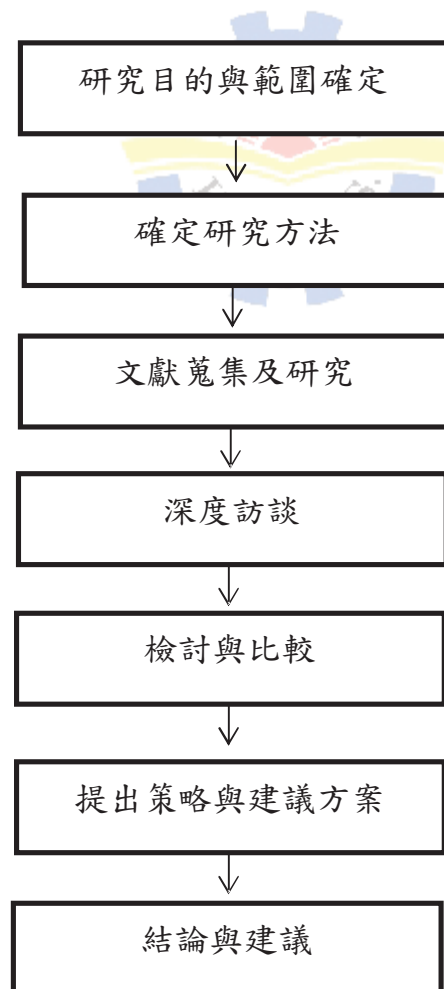 研究目的與範圍確定
確定研究方法
文獻蒐集及研究
深度訪談
檢討與比較
提出策略與建議方案
結論與建議